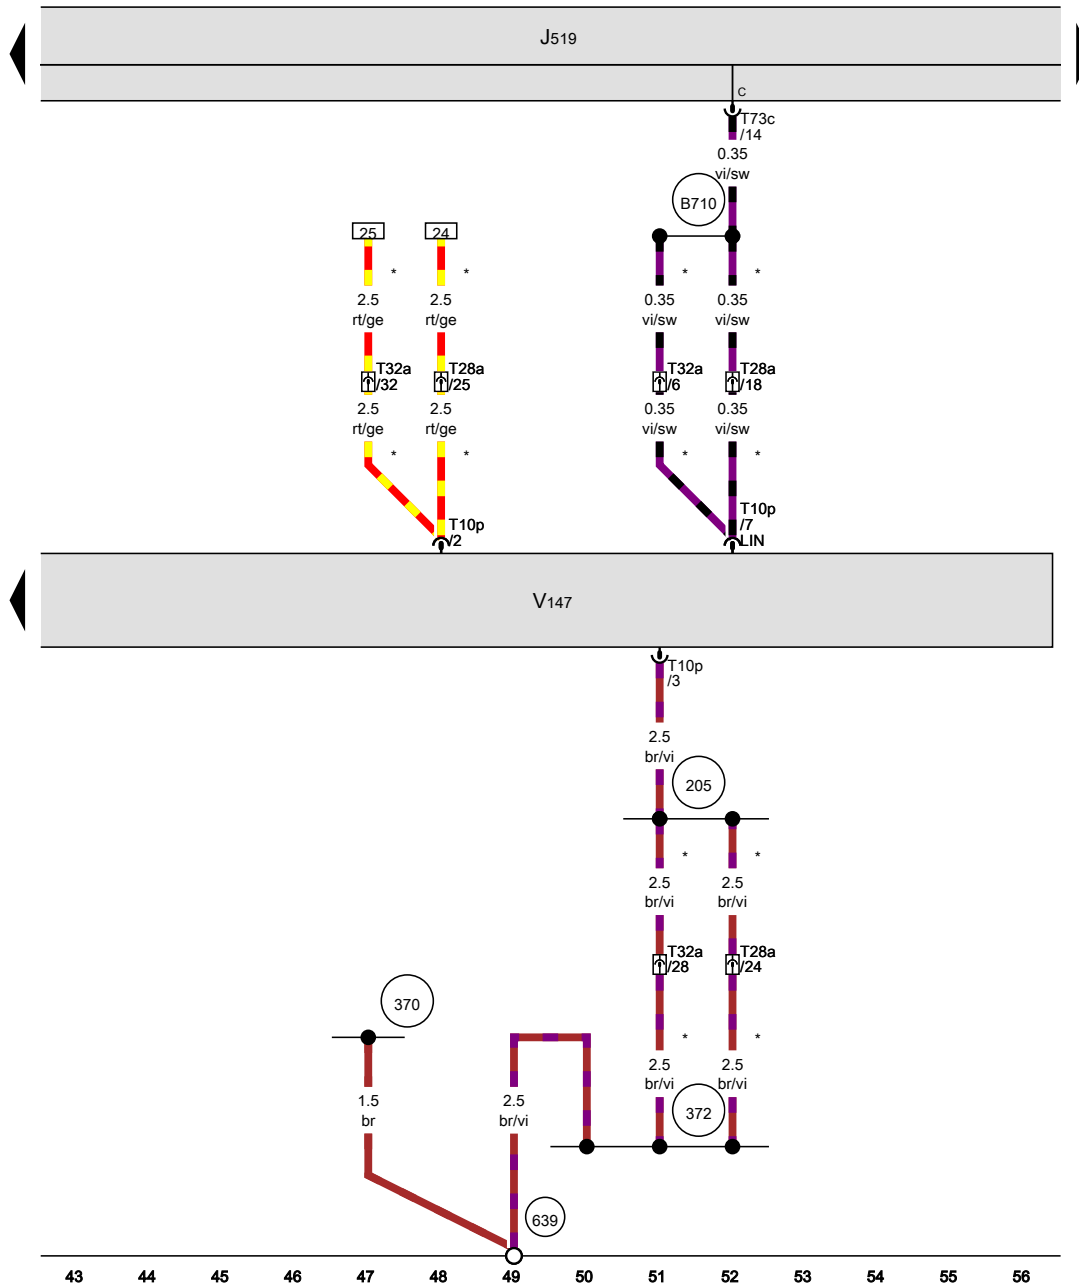 J519
C
T73c
/14
0.35
vi/sw
B710
25 24
* * * *
2.5 2.5 0.35 0.35
rt/ge rt/ge vi/sw vi/sw
T32a T28a T32a T28a
/32 /25 /6 /18
2.5 2.5 0.35 0.35
rt/ge rt/ge vi/sw vi/sw
* * * *
T10p T10p
/2 /7
LIN
V147
T10p
/3
2.5
br/vi
205
* *
2.5 2.5
br/vi br/vi
T32a T28a
/28 /24
370
* *
2.5 2.5
br/vi br/vi
1.5 2.5
br br/vi
372
639
43 44 45 46 47 48 49 50 51 52 53 54 55 56